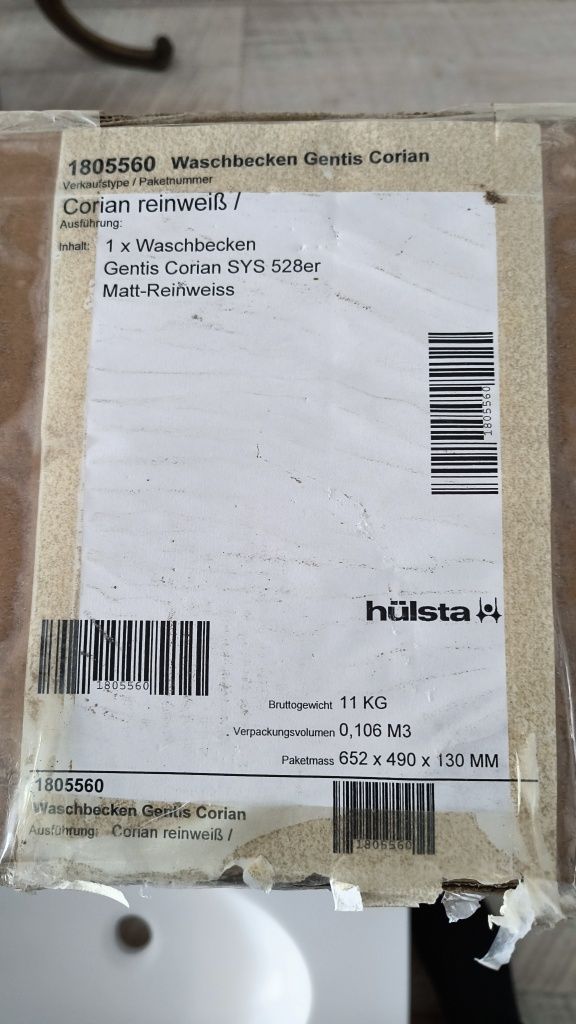 1805560 Waschbecken Gentis Corian
Verkaufstype / Paketnummer
Corian reinweiß /
Ausführung:
Inhalt: 1 x Waschbecken
Gentis Corian SYS 528er
Matt-Reinweiss
1805560
hülsta
1805560
Bruttogewicht 11 KG
Verpackungsvolumen 0,106 M3
Paketmass 652 x 490 x 130 MM
1805560
Waschbecken Gentis Corian
Ausführung: Corian reinweiß /
1805560